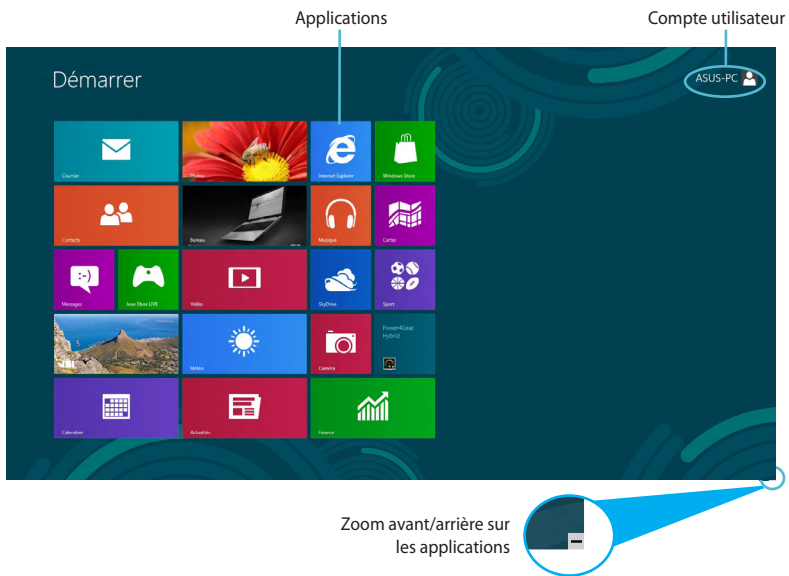 Applications
Compte utilisateur
Démarrer
ASUS-PC
Courrier
Photos
Internet Explorer
Windows Store
Contacts
Bureau
Musique
Cartes
:-)
Messages
Jeux Xbox LIVE
Vidéo
SkyDrive
Sport
Météo
Caméra
Power4Gear
Hybrid
Calendrier
Actualités
Finance
Zoom avant/arrière sur
les applications